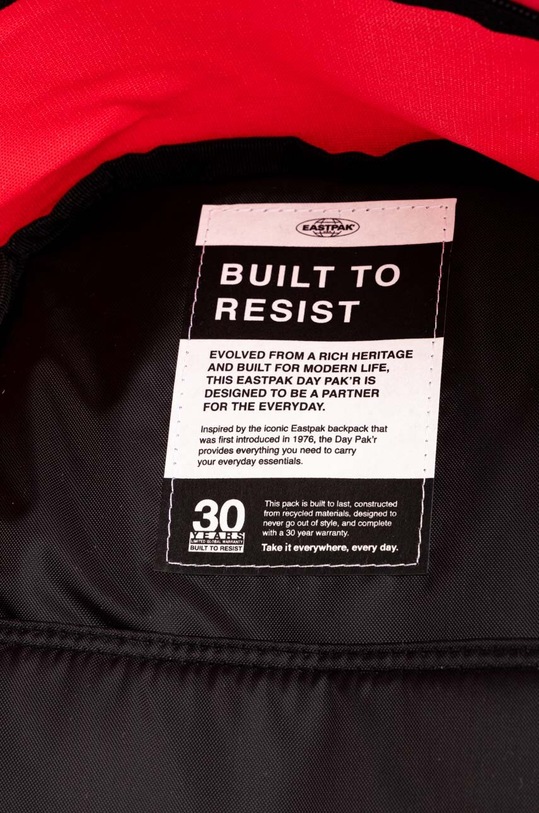 EASTPAK
BUILT TO
RESIST
EVOLVED FROM A RICH HERITAGE
AND BUILT FOR MODERN LIFE,
THIS EASTPAK DAY PAK'R IS
DESIGNED TO BE A PARTNER
FOR THE EVERYDAY.
Inspired by the iconic Eastpak backpack that
was first introduced in 1976, the Day Pak'r
provides everything you need to carry
your everyday essentials.
30
YEARS
LIMITED GLOBAL WARRANTY
BUILT TO RESIST
This pack is built to last, constructed
from recycled materials, designed to
never go out of style, and complete
with a 30 year warranty.
Take it everywhere, every day.